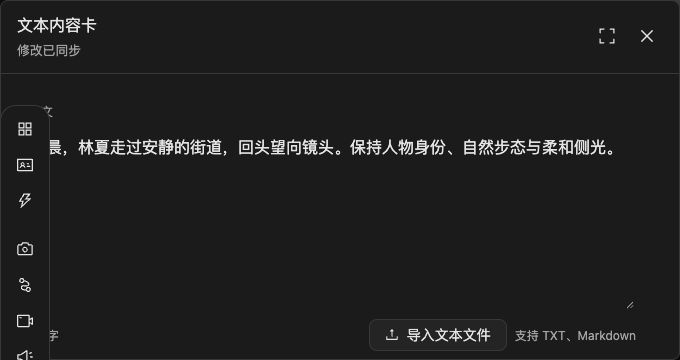 文本内容卡
修改已同步
文
晨，林夏走过安静的街道，回头望向镜头。保持人物身份、自然步态与柔和侧光。
字
导入文本文件
支持 TXT、Markdown